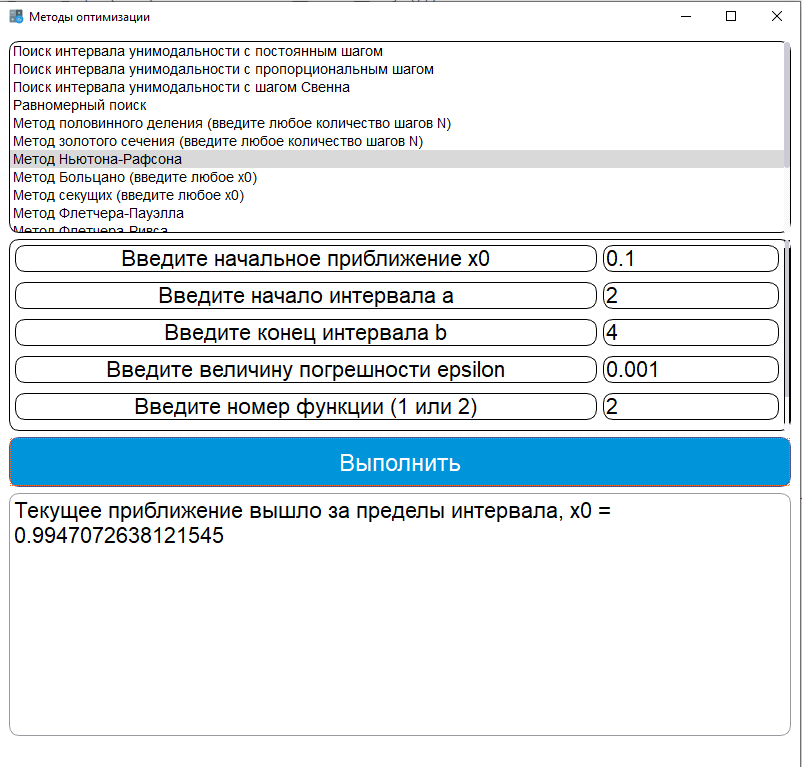 Методы оптимизации
Поиск интервала унимодальности с постоянным шагом
Поиск интервала унимодальности с пропорциональным шагом
Поиск интервала унимодальности с шагом Свенна
Равномерный поиск
Метод половинного деления (введите любое количество шагов N)
Метод золотого сечения (введите любое количество шагов N)
Метод Ньютона-Рафсона
Метод Больцано (введите любое x0)
Метод секущих (введите любое x0)
Метод Флетчера-Пауэлла
Метод Флетчера-Ривса
Введите начальное приближение x0 0.1
Введите начало интервала a 2
Введите конец интервала b 4
Введите величину погрешности epsilon 0.001
Введите номер функции (1 или 2) 2
Выполнить
Текущее приближение вышло за пределы интервала, x0 =
0.9947072638121545